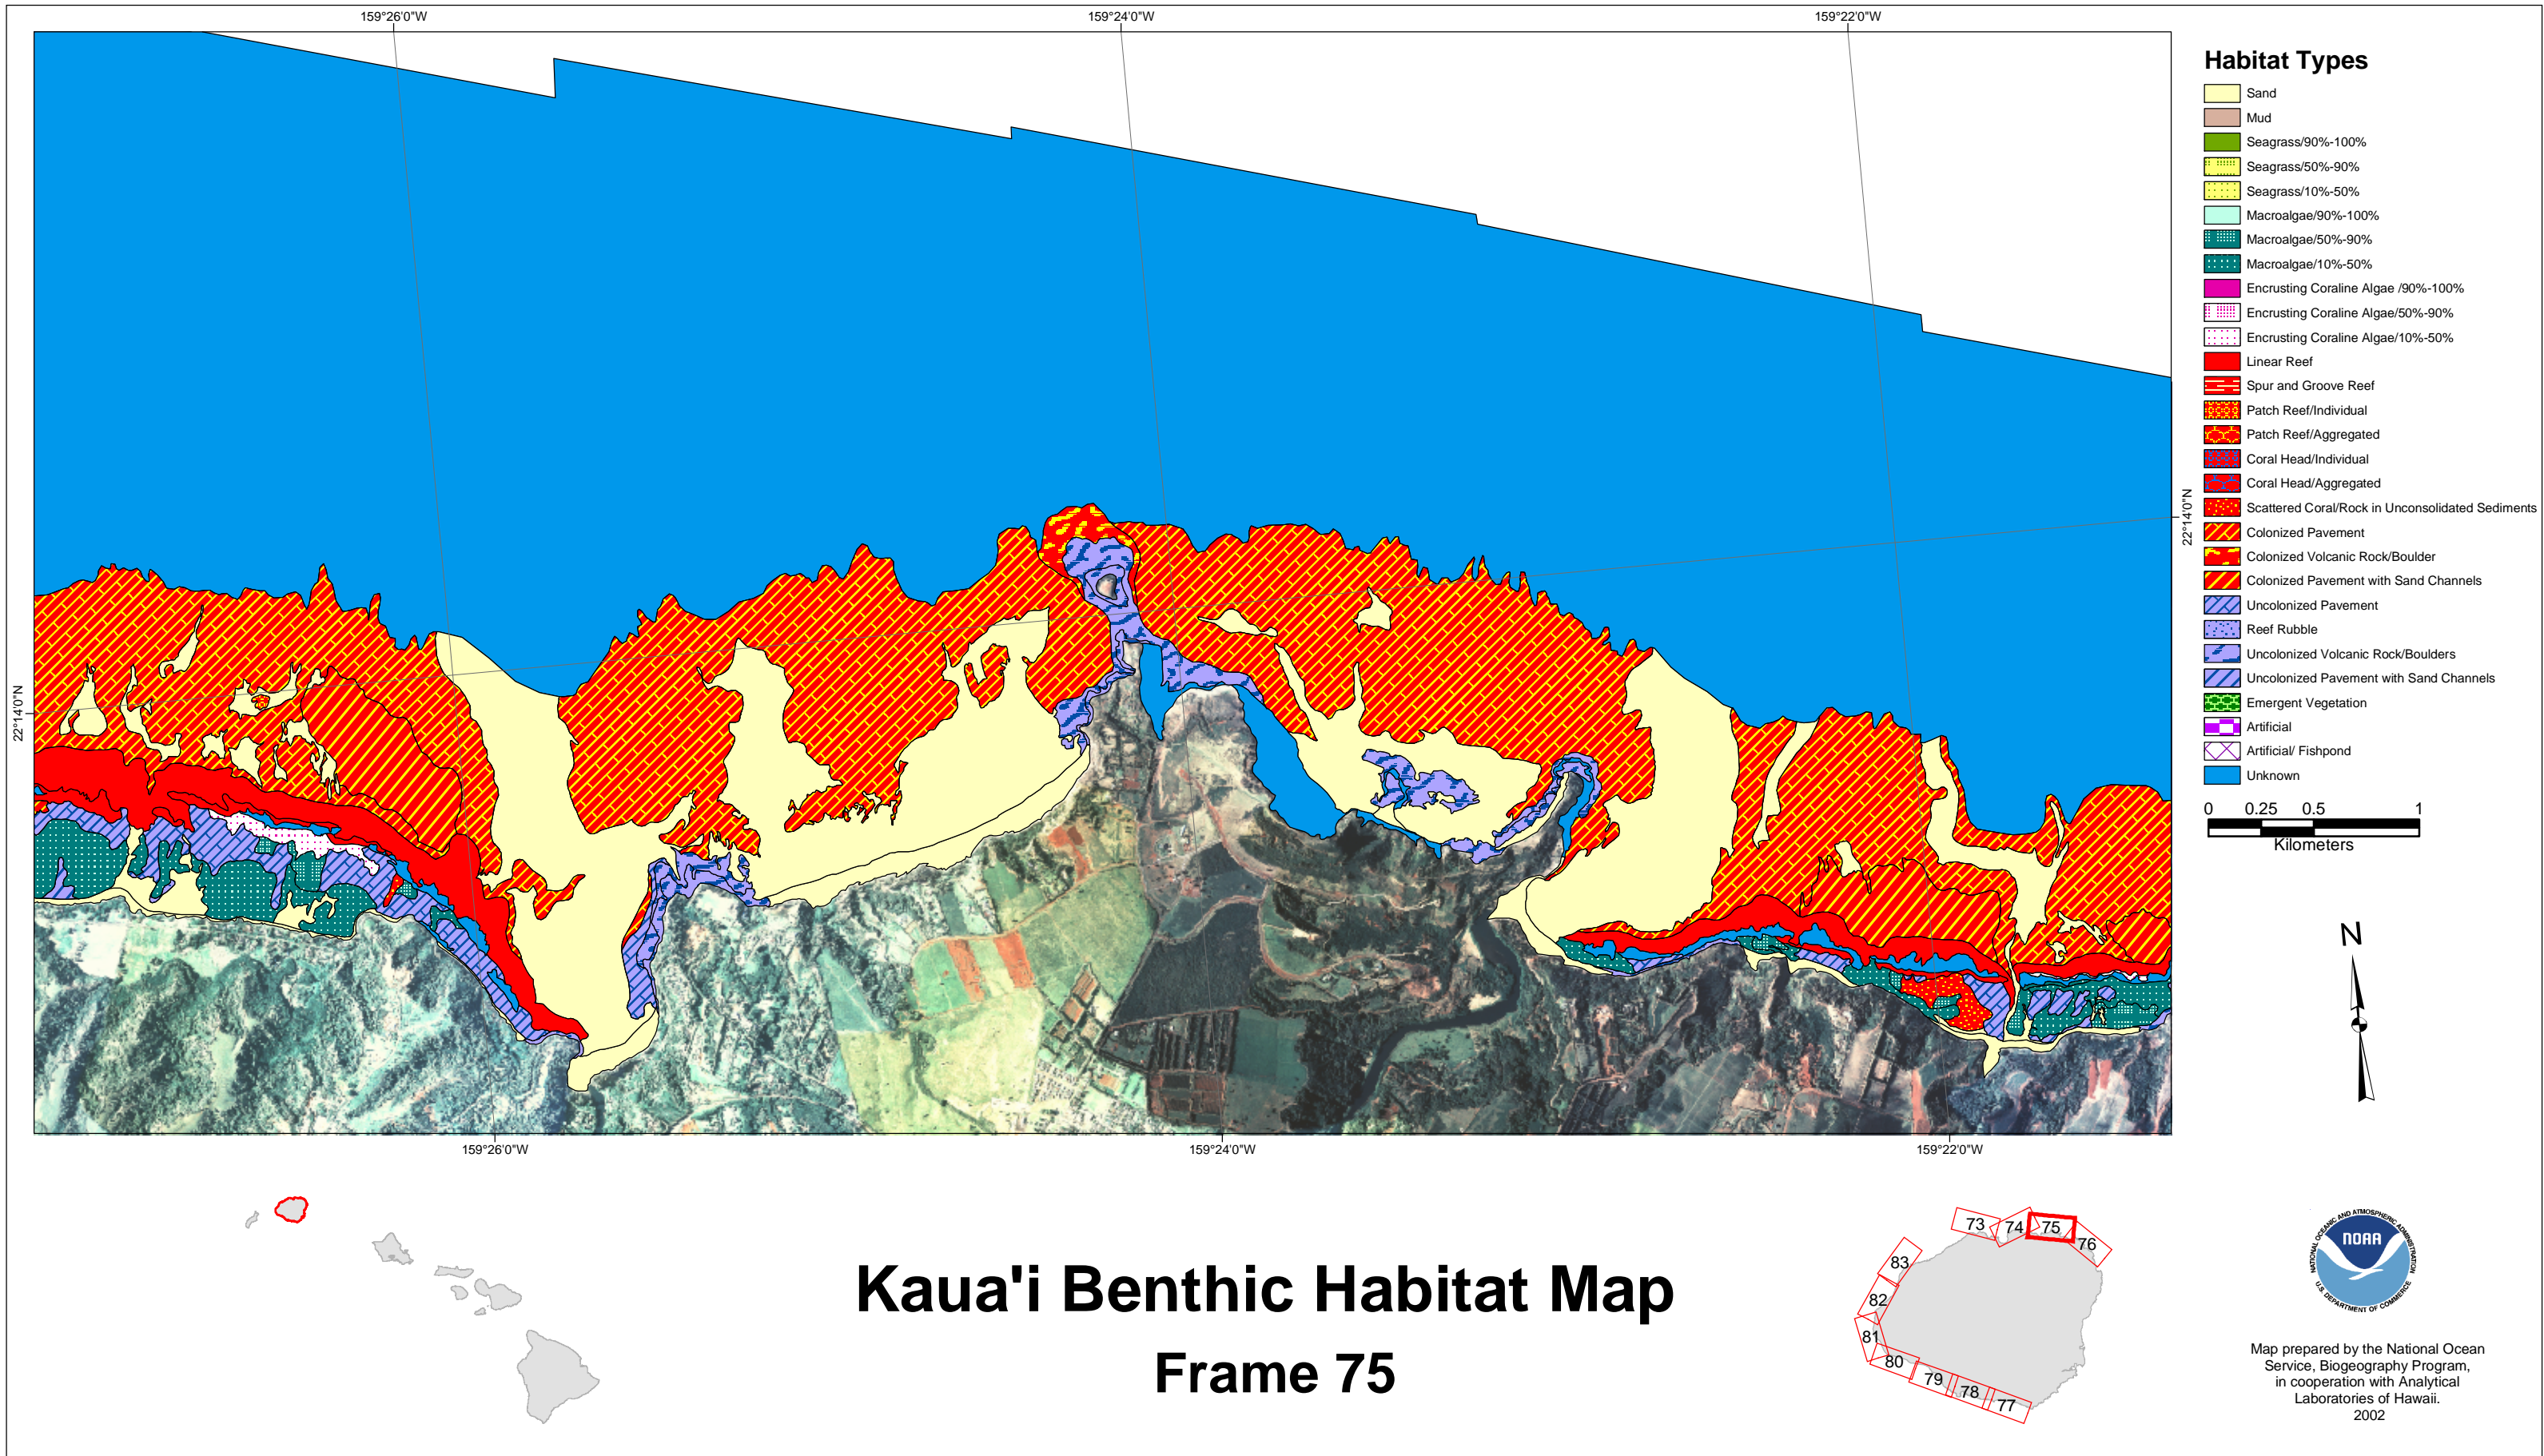 159°26'0"W
159°24'0"W
159°22'0"W
22°14'0"N
22°14'0"N
159°26'0"W
159°24'0"W
159°22'0"W
Habitat Types
Sand
Mud
Seagrass/90%-100%
Seagrass/50%-90%
Seagrass/10%-50%
Macroalgae/90%-100%
Macroalgae/50%-90%
Macroalgae/10%-50%
Encrusting Coraline Algae /90%-100%
Encrusting Coraline Algae/50%-90%
Encrusting Coraline Algae/10%-50%
Linear Reef
Spur and Groove Reef
Patch Reef/Individual
Patch Reef/Aggregated
Coral Head/Individual
Coral Head/Aggregated
Scattered Coral/Rock in Unconsolidated Sediments
Colonized Pavement
Colonized Volcanic Rock/Boulder
Colonized Pavement with Sand Channels
Uncolonized Pavement
Reef Rubble
Uncolonized Volcanic Rock/Boulders
Uncolonized Pavement with Sand Channels
Emergent Vegetation
Artificial
Artificial/ Fishpond
Unknown
0 0.25 0.5 1
Kilometers
N
Kaua'i Benthic Habitat Map
Frame 75
73
74
75
76
83
82
81
80
79
78
77
NATIONAL OCEANIC AND ATMOSPHERIC ADMINISTRATION
NOAA
U.S. DEPARTMENT OF COMMERCE
Map prepared by the National Ocean
Service, Biogeography Program,
in cooperation with Analytical
Laboratories of Hawaii.
2002